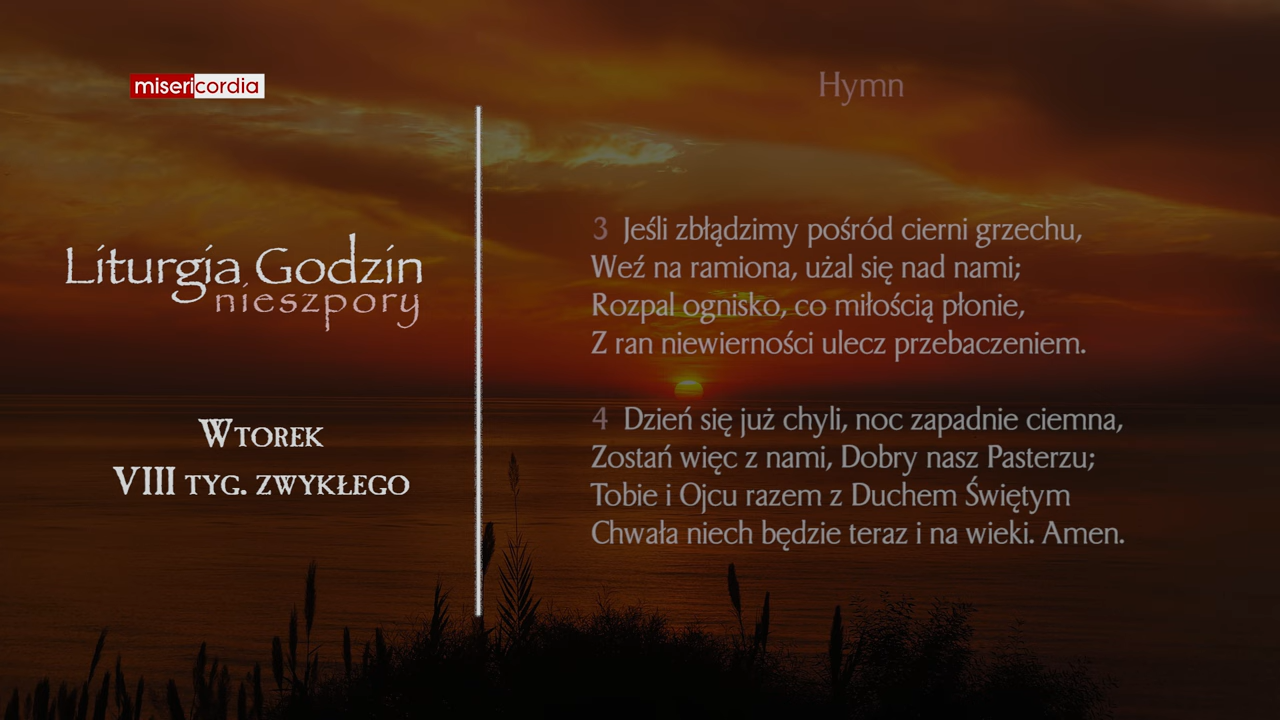 misericordia
Liturgia Godzin
nieszpory
Wtorek
VIII tyg. zwykłego
Hymn
3 Jeśli zbłądzimy pośród cierni grzechu,
Weź na ramiona, użal się nad nami;
Rozpal ognisko, co miłością płonie,
Z ran niewierności ulecz przebaczeniem.
4 Dzień się już chyli, noc zapadnie ciemna,
Zostań więc z nami, Dobry nasz Pasterzu;
Tobie i Ojcu razem z Duchem Świętym
Chwała niech będzie teraz i na wieki. Amen.